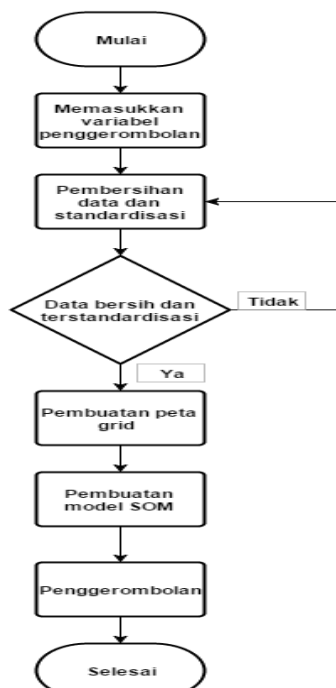 Mulai
Memasukkan
variabel
penggerombolan
Pembersihan
data dan
standardisasi
Data bersih dan
terstandardisasi
Tidak
Ya
Pembuatan peta
grid
Pembuatan
model SOM
Penggerombolan
Selesai